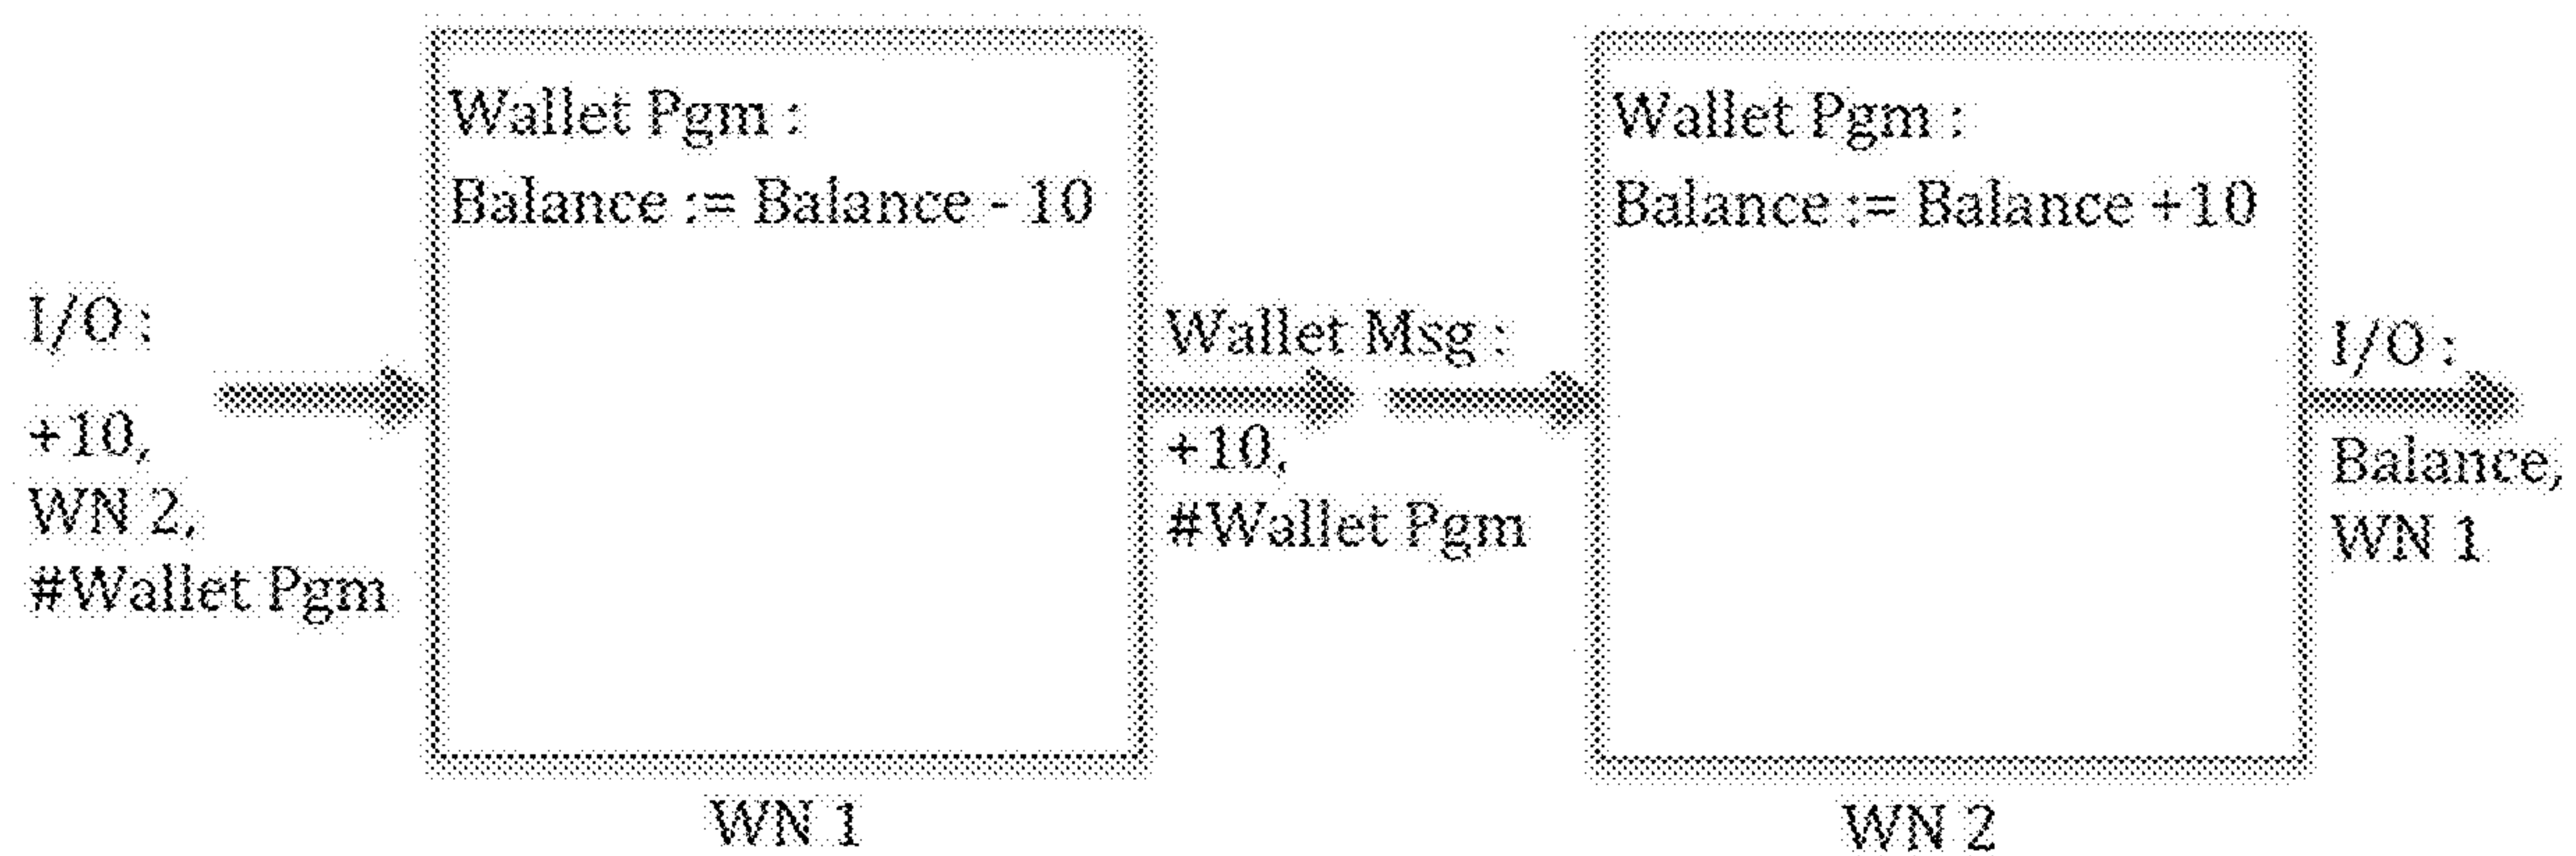 I/O :
+10,
WN 2,
#Wallet Pgm
Wallet Pgm :
Balance := Balance - 10
WN 1
Wallet Msg :
+10,
#Wallet Pgm
Wallet Pgm :
Balance := Balance +10
WN 2
I/O :
Balance,
WN 1